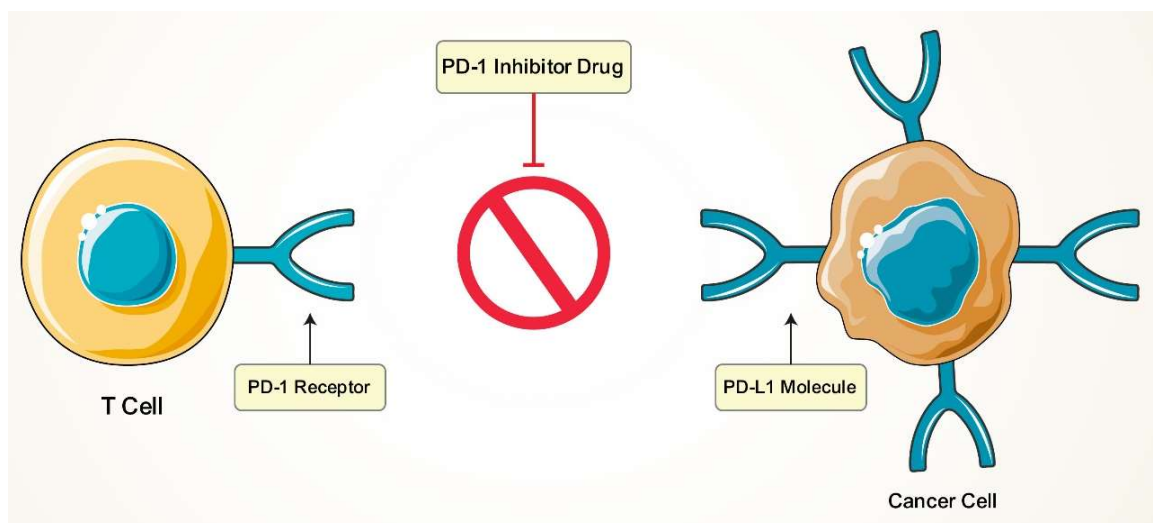 PD-1 Inhibitor Drug
PD-1 Receptor
PD-L1 Molecule
T Cell
Cancer Cell